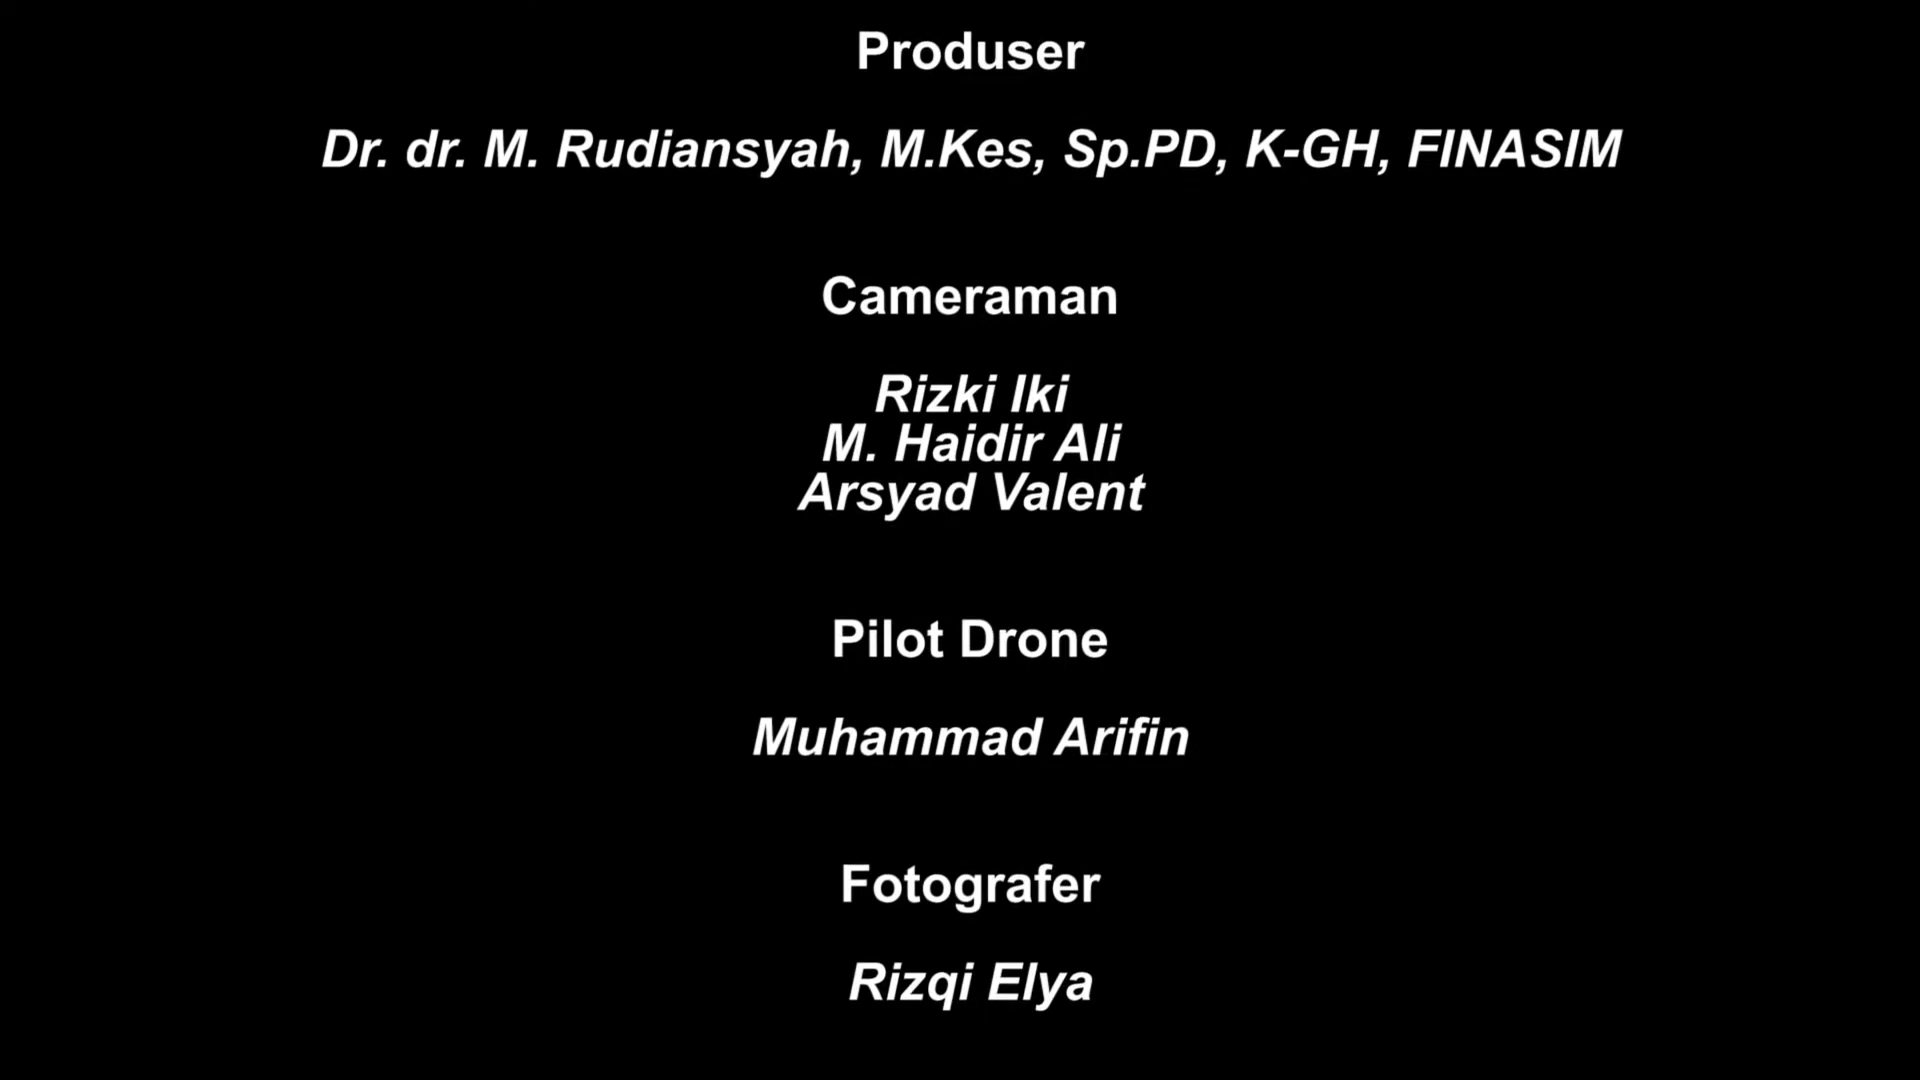 Produser
Dr. dr. M. Rudiansyah, M.Kes, Sp.PD, K-GH, FINASIM
Cameraman
Rizki Iki
M. Haidir Ali
Arsyad Valent
Pilot Drone
Muhammad Arifin
Fotografer
Rizqi Elya